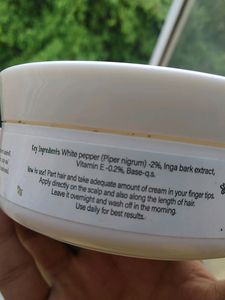 Key Ingredients White pepper (Piper nigrum) -2%, Inga bark extract,
Vitamin E -0.2%, Base-q.s.
How to use? Part hair and take adequate amount of cream in your finger tips.
Apply directly on the scalp and also along the length of hair.
Leave it overnight and wash off in the morning.
Use daily for best results.